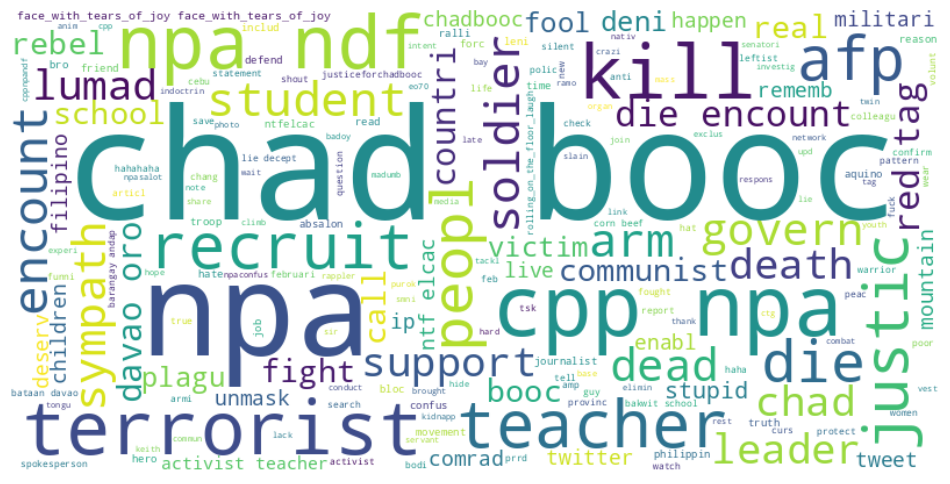 face_with_tears_of_joy face_with_tears_of_joy
anim
cpp
rebel
bro
friend
npa ndf
includ
defend
ralli
chadbooc
fool
deni
happen
real
militari
reason
lumad
school
student
indoctrin
cebu
statement
shout
justiceforchadbooc
intent
forc
leni
silent
crazi
nativ
senatori
investig
kill
afp
leftist
anti
mass
volunt
cppnpandf
save
photo
ntfelcac
read
eo70
life
bay
polic
time
new
ramo
rememb
twin
colleagu
die encount
organ
chad booc
encount
filipino
hahahaha
npasalot
lie decept
wait
badoy
question
countri
soldier
late
rolling_on_the_floor_laugh
check
join
slain
exclus
network
upd
confirm
pattern
aquino
tag
red tag
wear
fuck
youth
chang
note
share
articl
troop
climb
absalon
madumb
media
link
corn beef
respons
lie
hat
recruit
peopl
victim
arm
govern
experi
funni
barangay andap
sympath
davao oro
hope
hate
npaconfus
februari
rappler
smni
purok
call
ntf elcac
tackl
feb
live
communist
death
warrior
mountain
justic
deserv
children
true
job
sir
npa
ip
hard
tsk
cpp npa
fought
report
thank
ctg
peac
combat
poor
plagu
fight
support
journalist
enabl
dead
haha
die
vest
bataan davao
armi
unmask
conduct
bloc
brought
hide
booc
amp
tell
guy
base
elimin
stupid
chad
women
tongu
terrorist
search
confus
kidnapp
movement
teacher
provinc
bakwit school
rest
truth
curs
protect
keith
commun
lack
servant
leader
spokesperson
hero
activist teacher
activist
bodi
comrad
prrd
twitter
philippin
watch
tweet